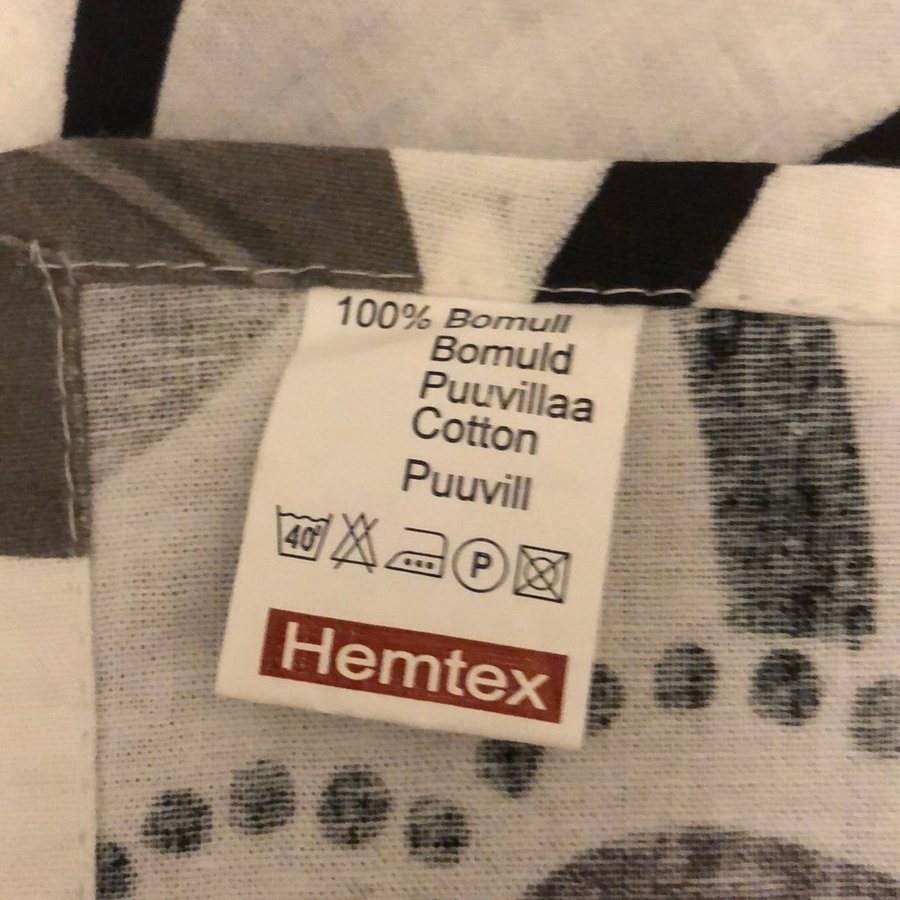 100% Bomull
Bomuld
Puuvillaa
Cotton
Puuvill
40° P
Hemtex